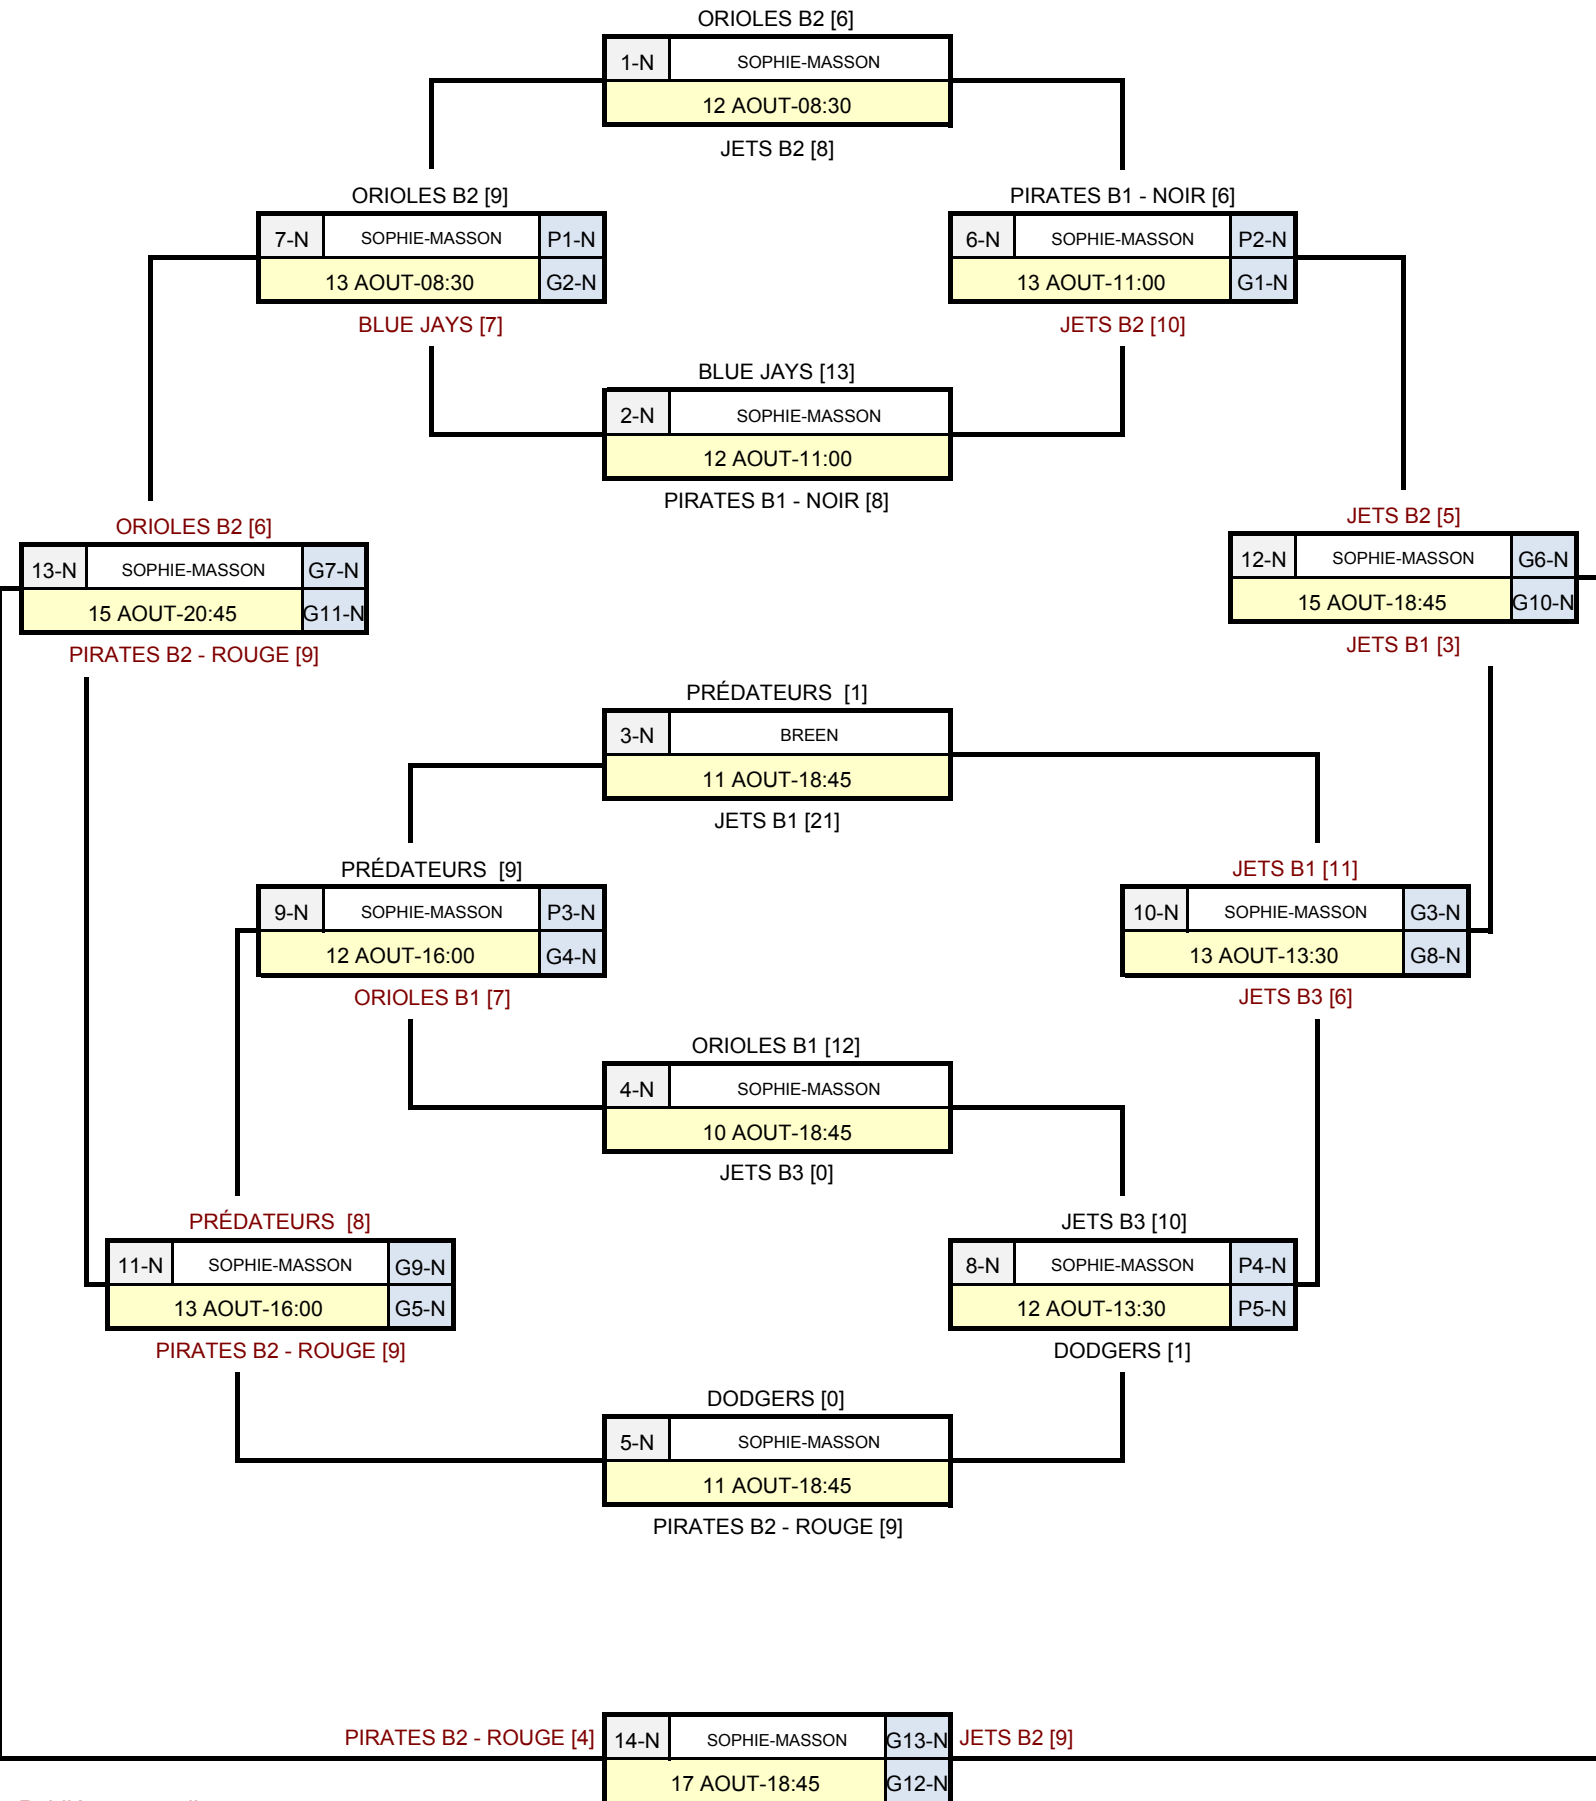 ORIOLES B2 [6]
1-N SOPHIE-MASSON
12 AOUT-08:30
JETS B2 [8]
ORIOLES B2 [9]
7-N SOPHIE-MASSON P1-N
13 AOUT-08:30 G2-N
BLUE JAYS [7]
PIRATES B1 - NOIR [6]
6-N SOPHIE-MASSON P2-N
13 AOUT-11:00 G1-N
JETS B2 [10]
BLUE JAYS [13]
2-N SOPHIE-MASSON
12 AOUT-11:00
PIRATES B1 - NOIR [8]
ORIOLES B2 [6]
13-N SOPHIE-MASSON G7-N
15 AOUT-20:45 G11-N
PIRATES B2 - ROUGE [9]
JETS B2 [5]
12-N SOPHIE-MASSON G6-N
15 AOUT-18:45 G10-N
JETS B1 [3]
PRÉDATEURS [1]
3-N BREEN
11 AOUT-18:45
JETS B1 [21]
PRÉDATEURS [9]
9-N SOPHIE-MASSON P3-N
12 AOUT-16:00 G4-N
ORIOLES B1 [7]
JETS B1 [11]
10-N SOPHIE-MASSON G3-N
13 AOUT-13:30 G8-N
JETS B3 [6]
ORIOLES B1 [12]
4-N SOPHIE-MASSON
10 AOUT-18:45
JETS B3 [0]
PRÉDATEURS [8]
11-N SOPHIE-MASSON G9-N
13 AOUT-16:00 G5-N
PIRATES B2 - ROUGE [9]
JETS B3 [10]
8-N SOPHIE-MASSON P4-N
12 AOUT-13:30 P5-N
DODGERS [1]
DODGERS [0]
5-N SOPHIE-MASSON
11 AOUT-18:45
PIRATES B2 - ROUGE [9]
PIRATES B2 - ROUGE [4] 14-N SOPHIE-MASSON G13-N JETS B2 [9]
17 AOUT-18:45 G12-N